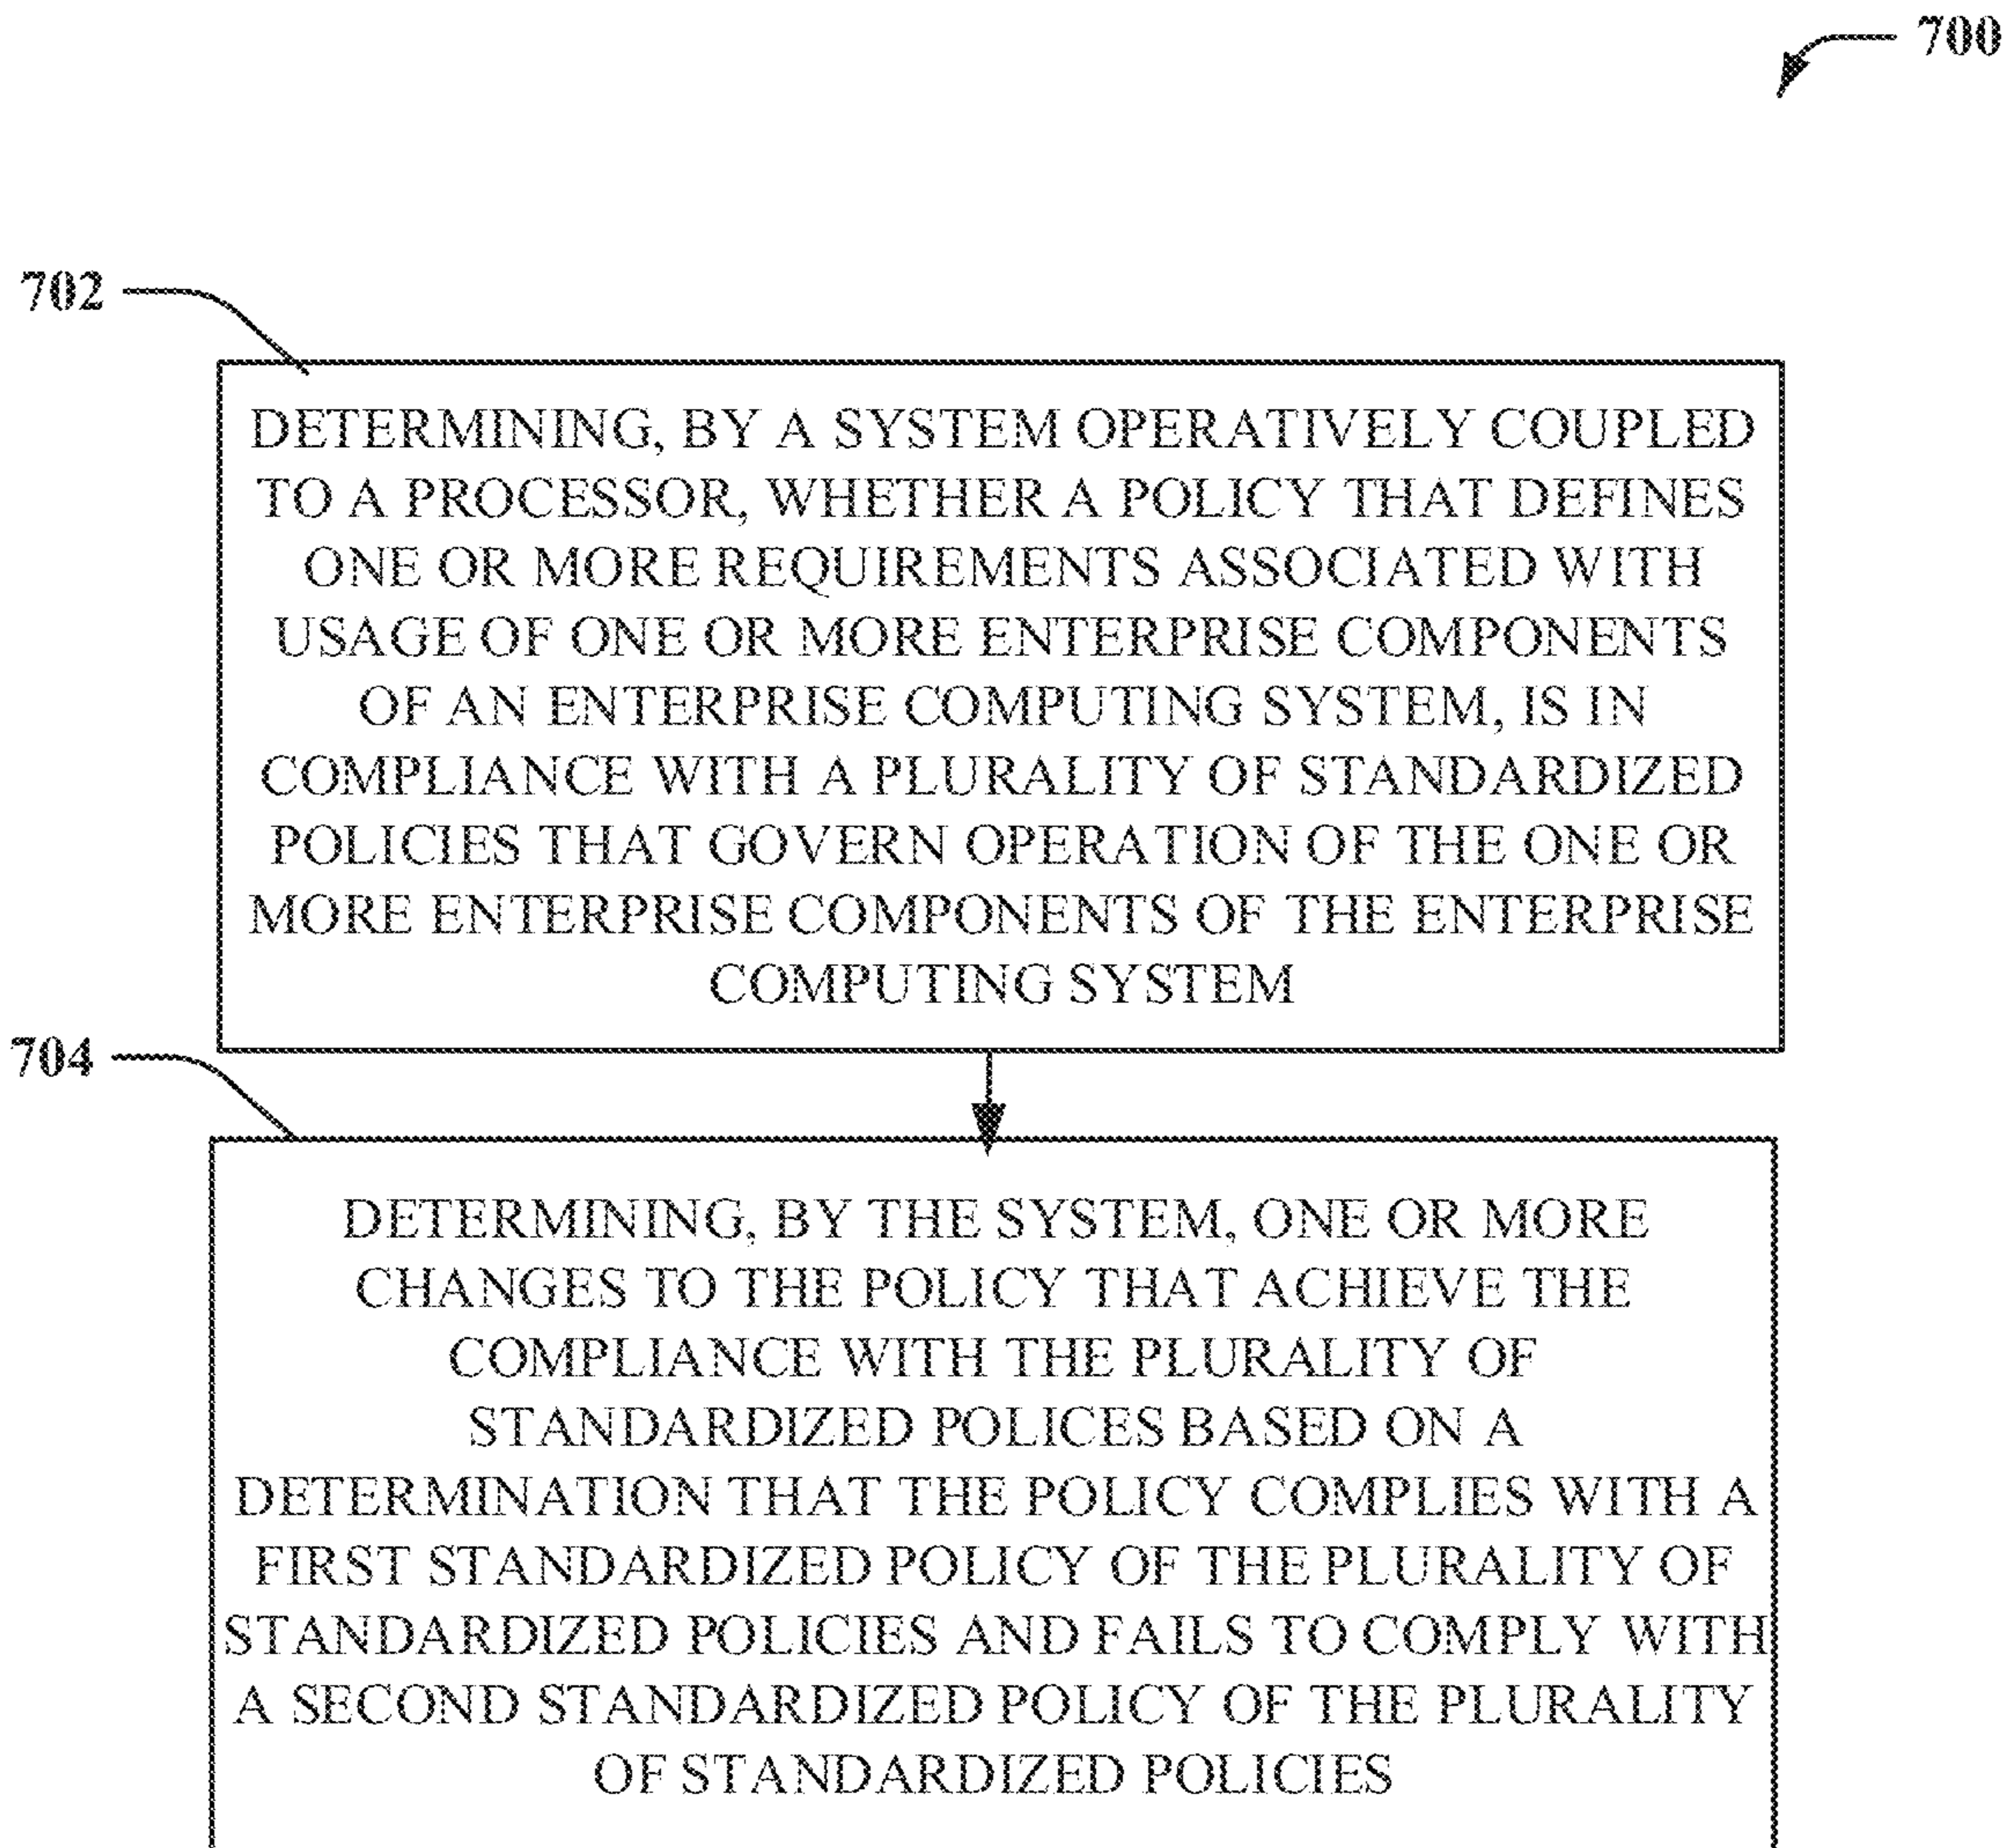 700
702
DETERMINING, BY A SYSTEM OPERATIVELY COUPLED
TO A PROCESSOR, WHETHER A POLICY THAT DEFINES
ONE OR MORE REQUIREMENTS ASSOCIATED WITH
USAGE OF ONE OR MORE ENTERPRISE COMPONENTS
OF AN ENTERPRISE COMPUTING SYSTEM, IS IN
COMPLIANCE WITH A PLURALITY OF STANDARDIZED
POLICIES THAT GOVERN OPERATION OF THE ONE OR
MORE ENTERPRISE COMPONENTS OF THE ENTERPRISE
COMPUTING SYSTEM
704
DETERMINING, BY THE SYSTEM, ONE OR MORE
CHANGES TO THE POLICY THAT ACHIEVE THE
COMPLIANCE WITH THE PLURALITY OF
STANDARDIZED POLICES BASED ON A
DETERMINATION THAT THE POLICY COMPLIES WITH A
FIRST STANDARDIZED POLICY OF THE PLURALITY OF
STANDARDIZED POLICIES AND FAILS TO COMPLY WITH
A SECOND STANDARDIZED POLICY OF THE PLURALITY
OF STANDARDIZED POLICIES